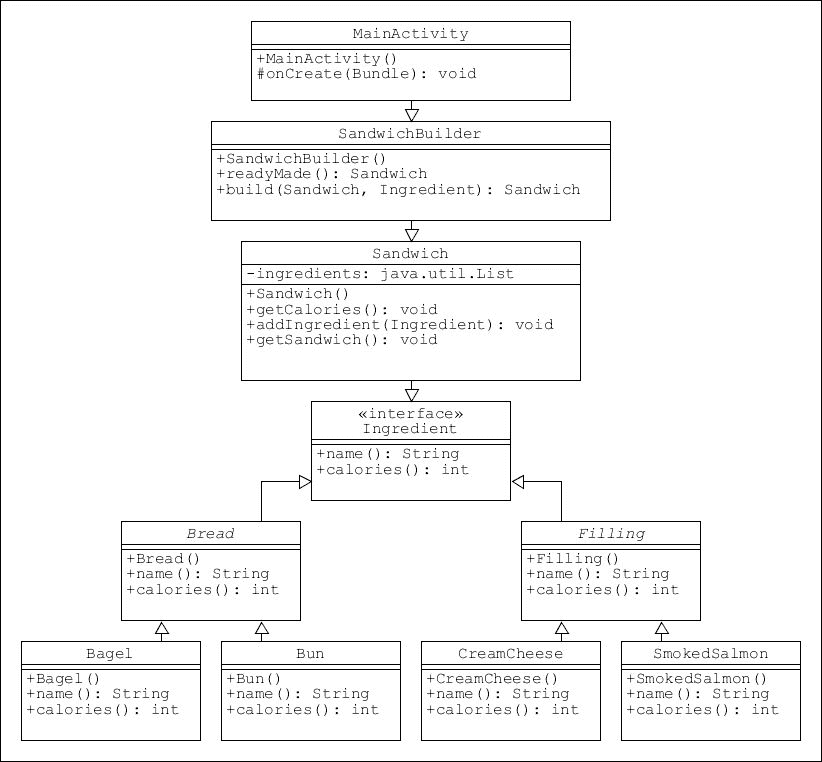 MainActivity
+MainActivity()
#onCreate(Bundle): void
SandwichBuilder
+SandwichBuilder()
+readyMade(): Sandwich
+build(Sandwich, Ingredient): Sandwich
Sandwich
-ingredients: java.util.List
+Sandwich()
+getCalories(): void
+addIngredient(Ingredient): void
+getSandwich(): void
«interface»
Ingredient
+name(): String
+calories(): int
Bread
+Bread()
+name(): String
+calories(): int
Filling
+Filling()
+name(): String
+calories(): int
Bagel
+Bagel()
+name(): String
+calories(): int
Bun
+Bun()
+name(): String
+calories(): int
CreamCheese
+CreamCheese()
+name(): String
+calories(): int
SmokedSalmon
+SmokedSalmon()
+name(): String
+calories(): int